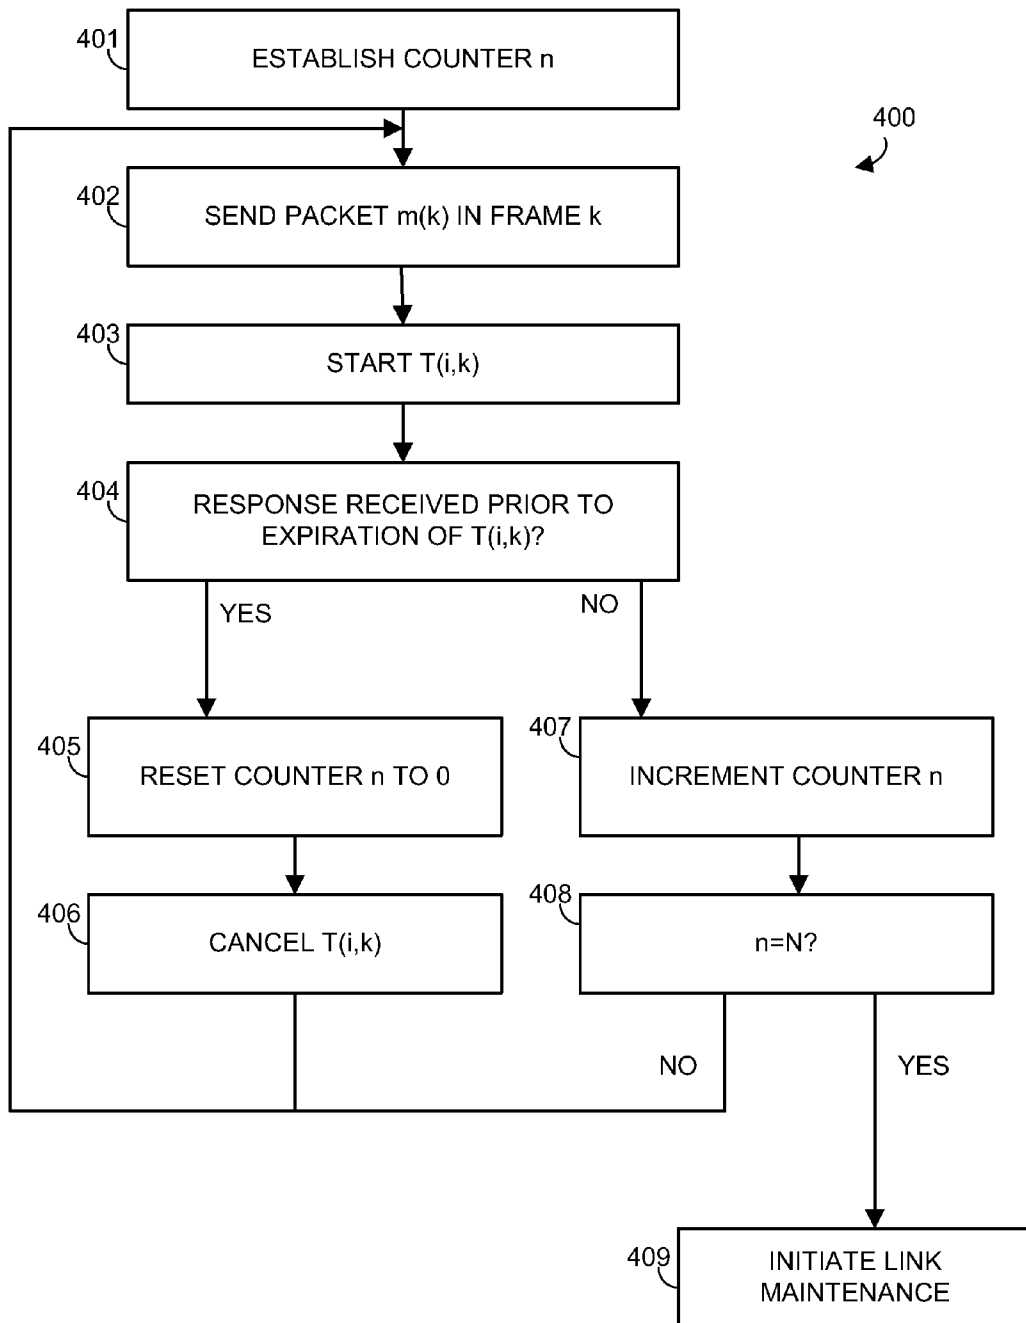 401
ESTABLISH COUNTER n
400
402
SEND PACKET m(k) IN FRAME k
403
START T(i,k)
404
RESPONSE RECEIVED PRIOR TO
EXPIRATION OF T(i,k)?
YES
NO
405
RESET COUNTER n TO 0
407
INCREMENT COUNTER n
406
CANCEL T(i,k)
408
n=N?
NO
YES
409
INITIATE LINK
MAINTENANCE